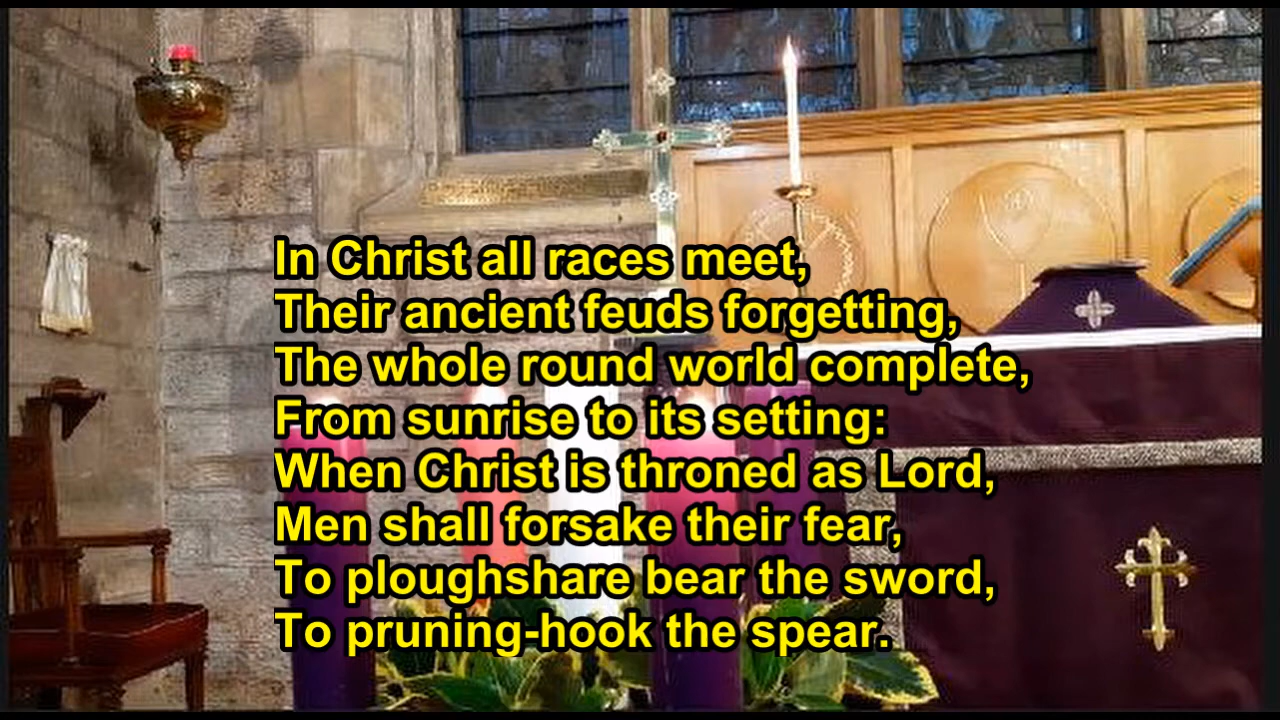 In Christ all races meet,
Their ancient feuds forgetting,
The whole round world complete,
From sunrise to its setting:
When Christ is throned as Lord,
Men shall forsake their fear,
To ploughshare bear the sword,
To pruning-hook the spear.